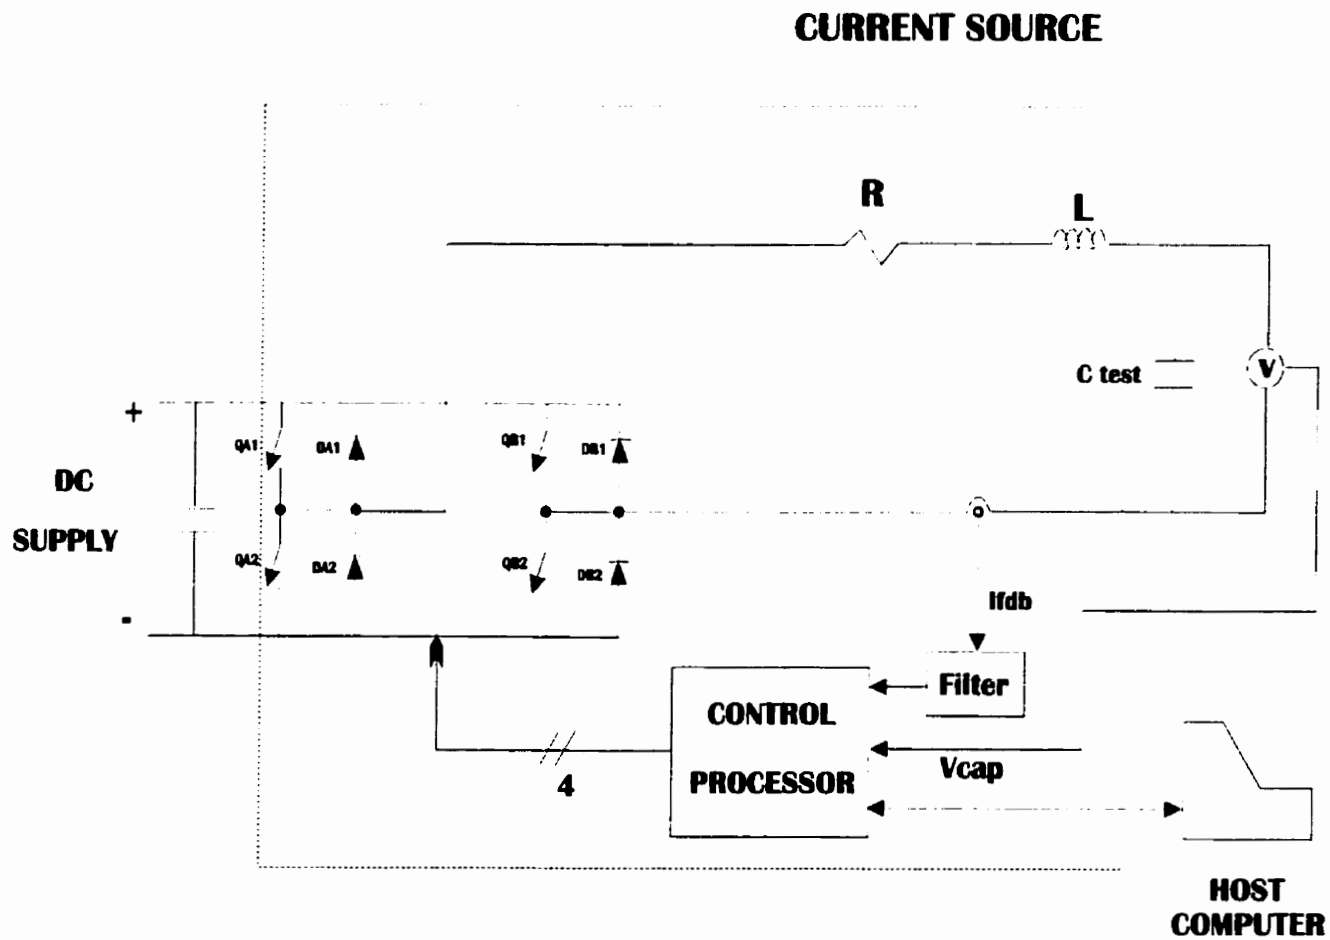 CURRENT SOURCE
R
L
C test
V
+
QA1
DA1
QB1
DB1
DC
SUPPLY
QA2
DA2
QB2
DB2
-
Ifdb
Filter
CONTROL
PROCESSOR
4
Vcap
HOST
COMPUTER